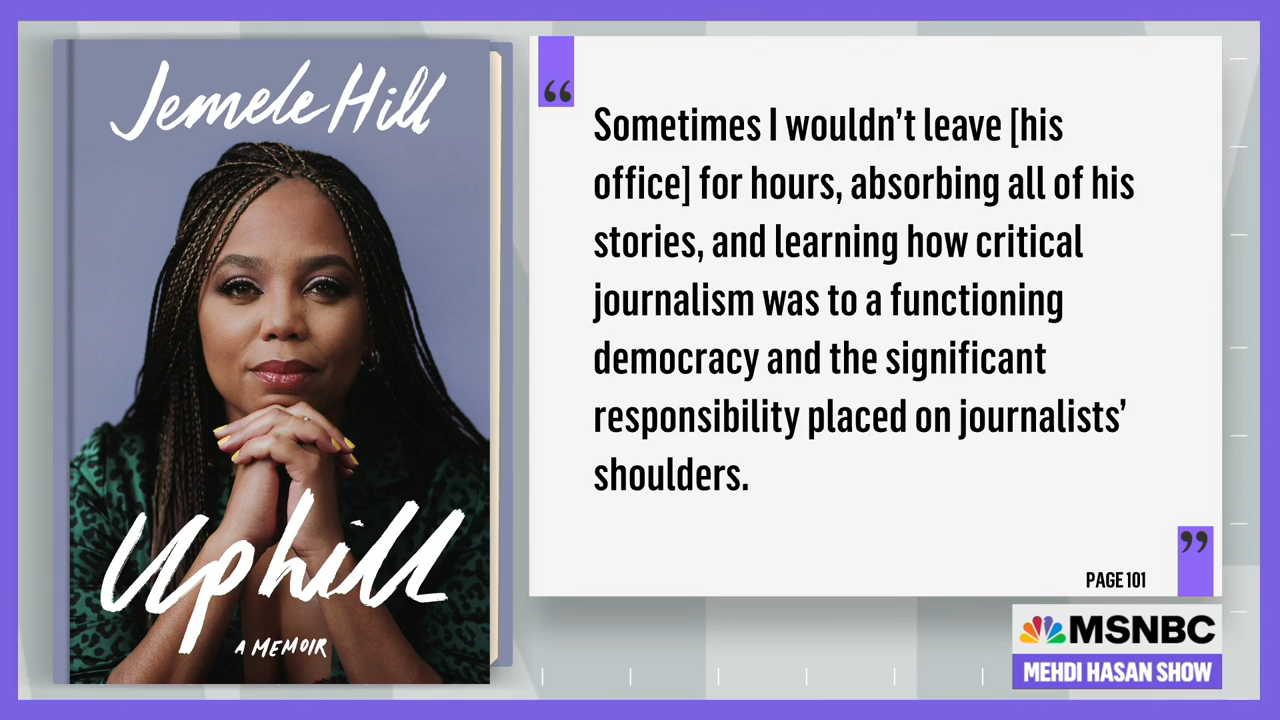 Jemele Hill
Uphill
A MEMOIR
“
Sometimes I wouldn’t leave [his
office] for hours, absorbing all of his
stories, and learning how critical
journalism was to a functioning
democracy and the significant
responsibility placed on journalists’
shoulders.
”
PAGE 101
MSNBC
MEHDI HASAN SHOW